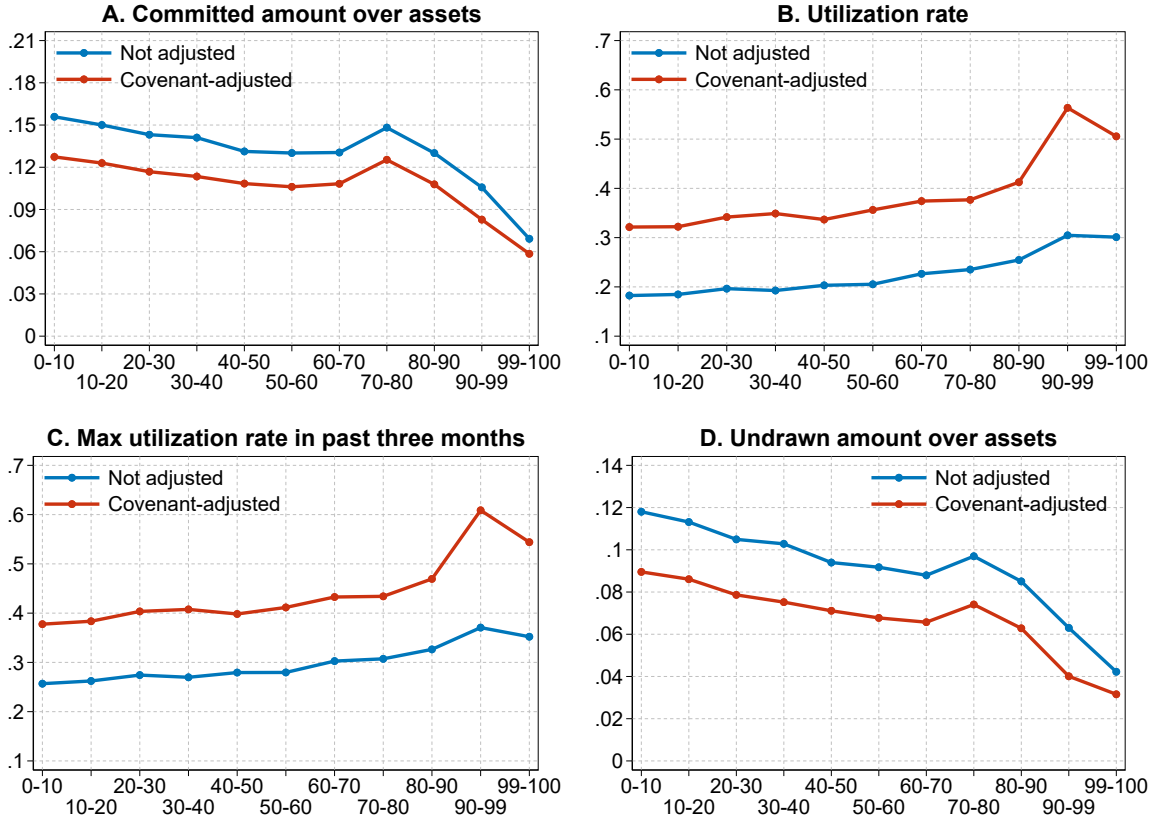 A. Committed amount over assets
.21
.18
.15
.12
.09
.06
.03
0
Not adjusted
Covenant-adjusted
0-10 20-30 40-50 60-70 80-90 99-100
10-20 30-40 50-60 70-80 90-99
B. Utilization rate
.7
.6
.5
.4
.3
.2
.1
Not adjusted
Covenant-adjusted
0-10 20-30 40-50 60-70 80-90 99-100
10-20 30-40 50-60 70-80 90-99
C. Max utilization rate in past three months
.7
.6
.5
.4
.3
.2
.1
Not adjusted
Covenant-adjusted
0-10 20-30 40-50 60-70 80-90 99-100
10-20 30-40 50-60 70-80 90-99
D. Undrawn amount over assets
.14
.12
.1
.08
.06
.04
.02
0
Not adjusted
Covenant-adjusted
0-10 20-30 40-50 60-70 80-90 99-100
10-20 30-40 50-60 70-80 90-99